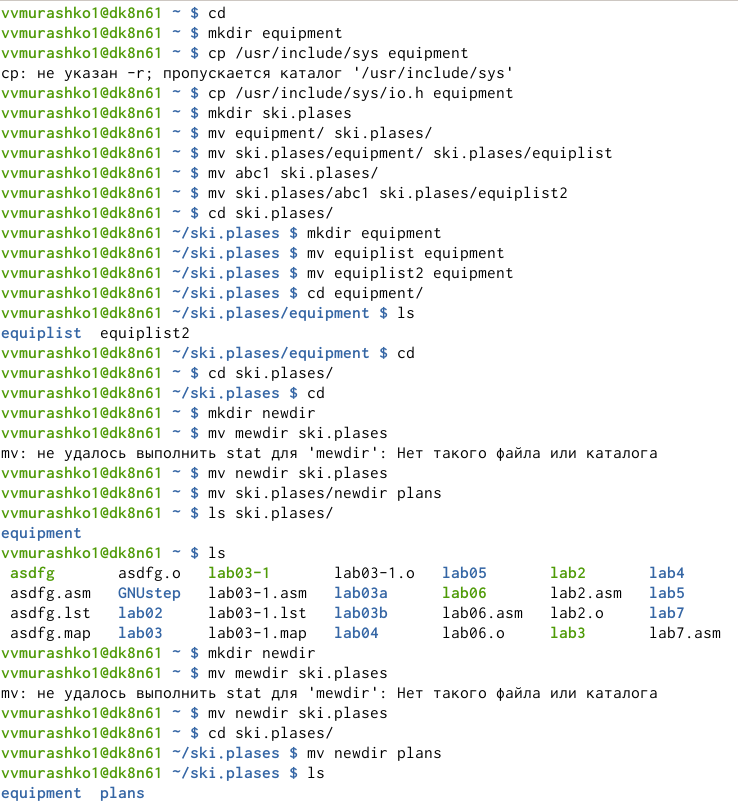 vvmurashko1@dk8n61 ~ $ cd
vvmurashko1@dk8n61 ~ $ mkdir equipment
vvmurashko1@dk8n61 ~ $ cp /usr/include/sys equipment
cp: не указан -r; пропускается каталог '/usr/include/sys'
vvmurashko1@dk8n61 ~ $ cp /usr/include/sys/io.h equipment
vvmurashko1@dk8n61 ~ $ mkdir ski.plases
vvmurashko1@dk8n61 ~ $ mv equipment/ ski.plases/
vvmurashko1@dk8n61 ~ $ mv ski.plases/equipment/ ski.plases/equiplist
vvmurashko1@dk8n61 ~ $ mv abc1 ski.plases/
vvmurashko1@dk8n61 ~ $ mv ski.plases/abc1 ski.plases/equiplist2
vvmurashko1@dk8n61 ~ $ cd ski.plases/
vvmurashko1@dk8n61 ~/ski.plases $ mkdir equipment
vvmurashko1@dk8n61 ~/ski.plases $ mv equiplist equipment
vvmurashko1@dk8n61 ~/ski.plases $ mv equiplist2 equipment
vvmurashko1@dk8n61 ~/ski.plases $ cd equipment/
vvmurashko1@dk8n61 ~/ski.plases/equipment $ ls
equiplist  equiplist2
vvmurashko1@dk8n61 ~/ski.plases/equipment $ cd
vvmurashko1@dk8n61 ~ $ cd ski.plases/
vvmurashko1@dk8n61 ~/ski.plases $ cd
vvmurashko1@dk8n61 ~ $ mkdir newdir
vvmurashko1@dk8n61 ~ $ mv mewdir ski.plases
mv: не удалось выполнить stat для 'mewdir': Нет такого файла или каталога
vvmurashko1@dk8n61 ~ $ mv newdir ski.plases
vvmurashko1@dk8n61 ~ $ mv ski.plases/newdir plans
vvmurashko1@dk8n61 ~ $ ls ski.plases/
equipment
vvmurashko1@dk8n61 ~ $ ls
asdfg      asdfg.o   lab03-1      lab03-1.o   lab05      lab2      lab4
asdfg.asm  GNUstep   lab03-1.asm  lab03a      lab06      lab2.asm  lab5
asdfg.lst  lab02     lab03-1.lst  lab03b      lab06.asm  lab2.o    lab7
asdfg.map  lab03     lab03-1.map  lab04       lab06.o    lab3      lab7.asm
vvmurashko1@dk8n61 ~ $ mkdir newdir
vvmurashko1@dk8n61 ~ $ mv mewdir ski.plases
mv: не удалось выполнить stat для 'mewdir': Нет такого файла или каталога
vvmurashko1@dk8n61 ~ $ mv newdir ski.plases
vvmurashko1@dk8n61 ~ $ cd ski.plases/
vvmurashko1@dk8n61 ~/ski.plases $ mv newdir plans
vvmurashko1@dk8n61 ~/ski.plases $ ls
equipment  plans